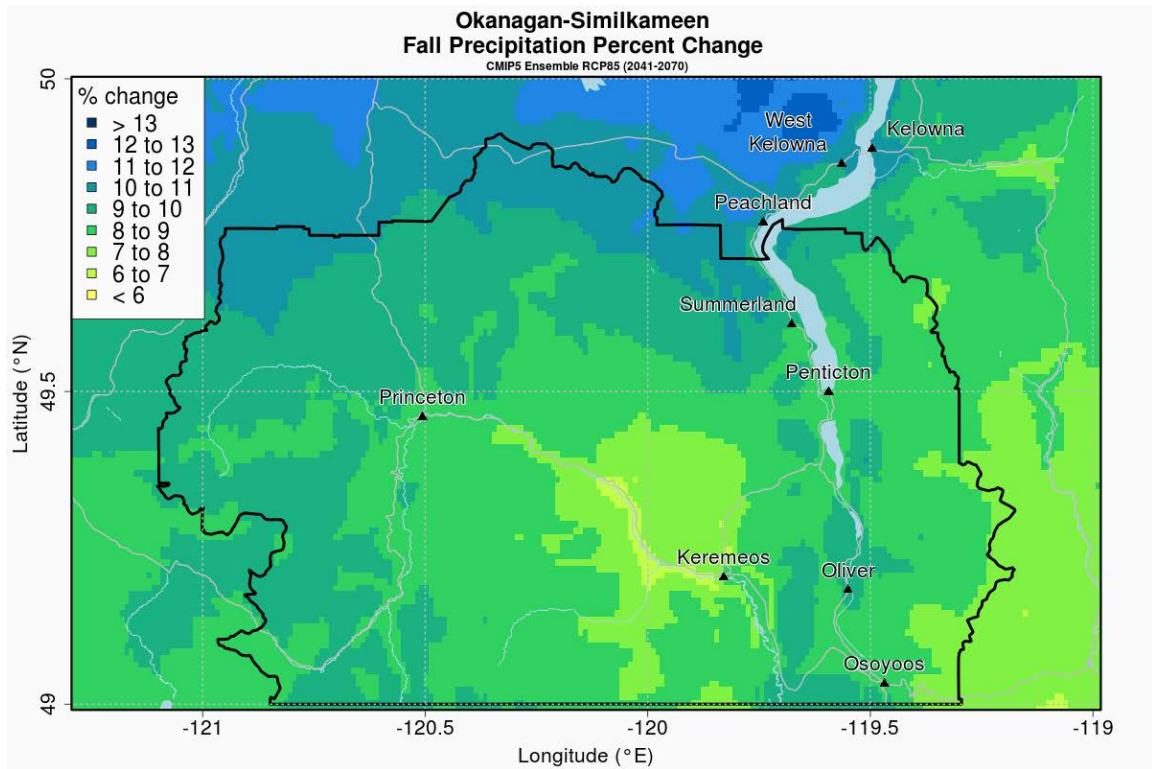 Okanagan-Similkameen
Fall Precipitation Percent Change
CMIP5 Ensemble RCP85 (2041-2070)
% change
> 13
12 to 13
11 to 12
10 to 11
9 to 10
8 to 9
7 to 8
6 to 7
< 6
West
Kelowna
Kelowna
Peachland
Summerland
Penticton
Princeton
Keremeos
Oliver
Osoyoos
50
49.5
49
Latitude (°N)
-121
-120.5
-120
-119.5
-119
Longitude (°E)